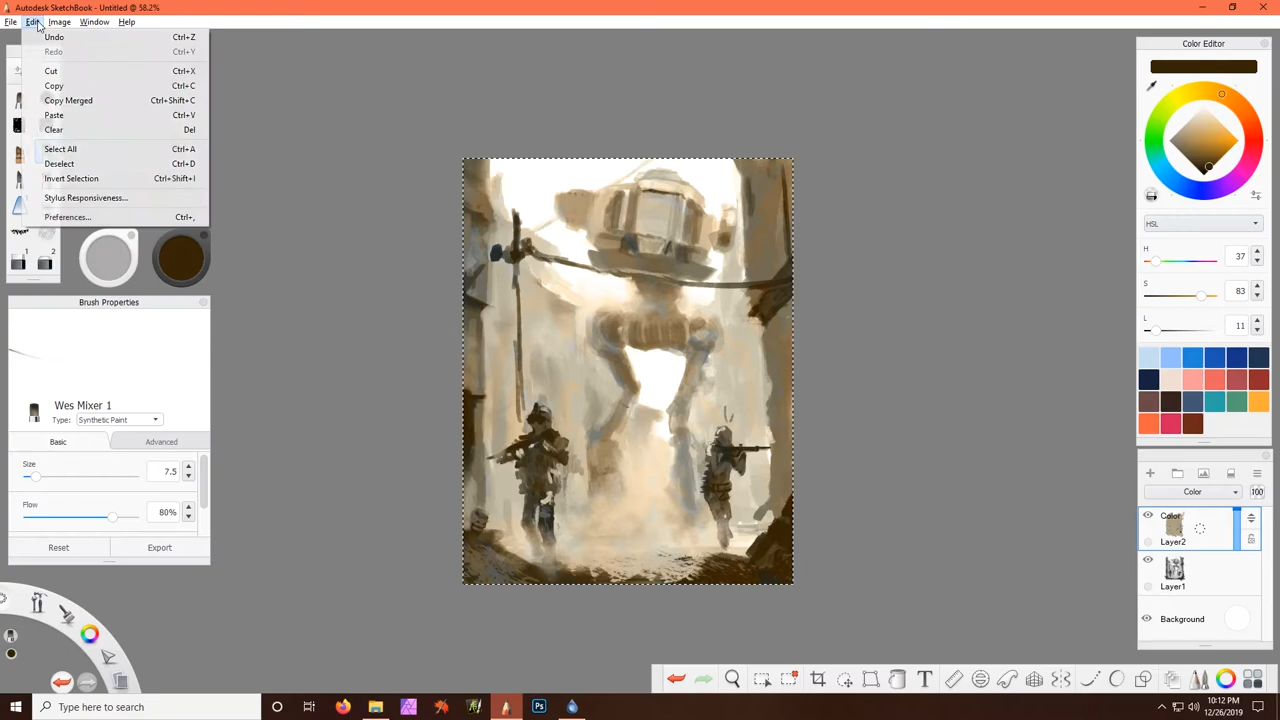 Autodesk SketchBook - Untitled @ 58.2%
File Edit Image Window Help
Undo Ctrl+Z
Redo Ctrl+Y
Cut Ctrl+X
Copy Ctrl+C
Copy Merged Ctrl+Shift+C
Paste Ctrl+V
Clear Del
Select All Ctrl+A
Deselect Ctrl+D
Invert Selection Ctrl+Shift+I
Stylus Responsiveness...
Preferences... Ctrl+,
1 2
Brush Properties
Wes Mixer 1
Type: Synthetic Paint
Basic Advanced
Size 7.5
Flow 80%
Reset Export
Color Editor
HSL
H 37
S 83
L 11
Color 100
Color
Layer2
Layer1
Background
T
Ps
Type here to search
10:12 PM
12/26/2019